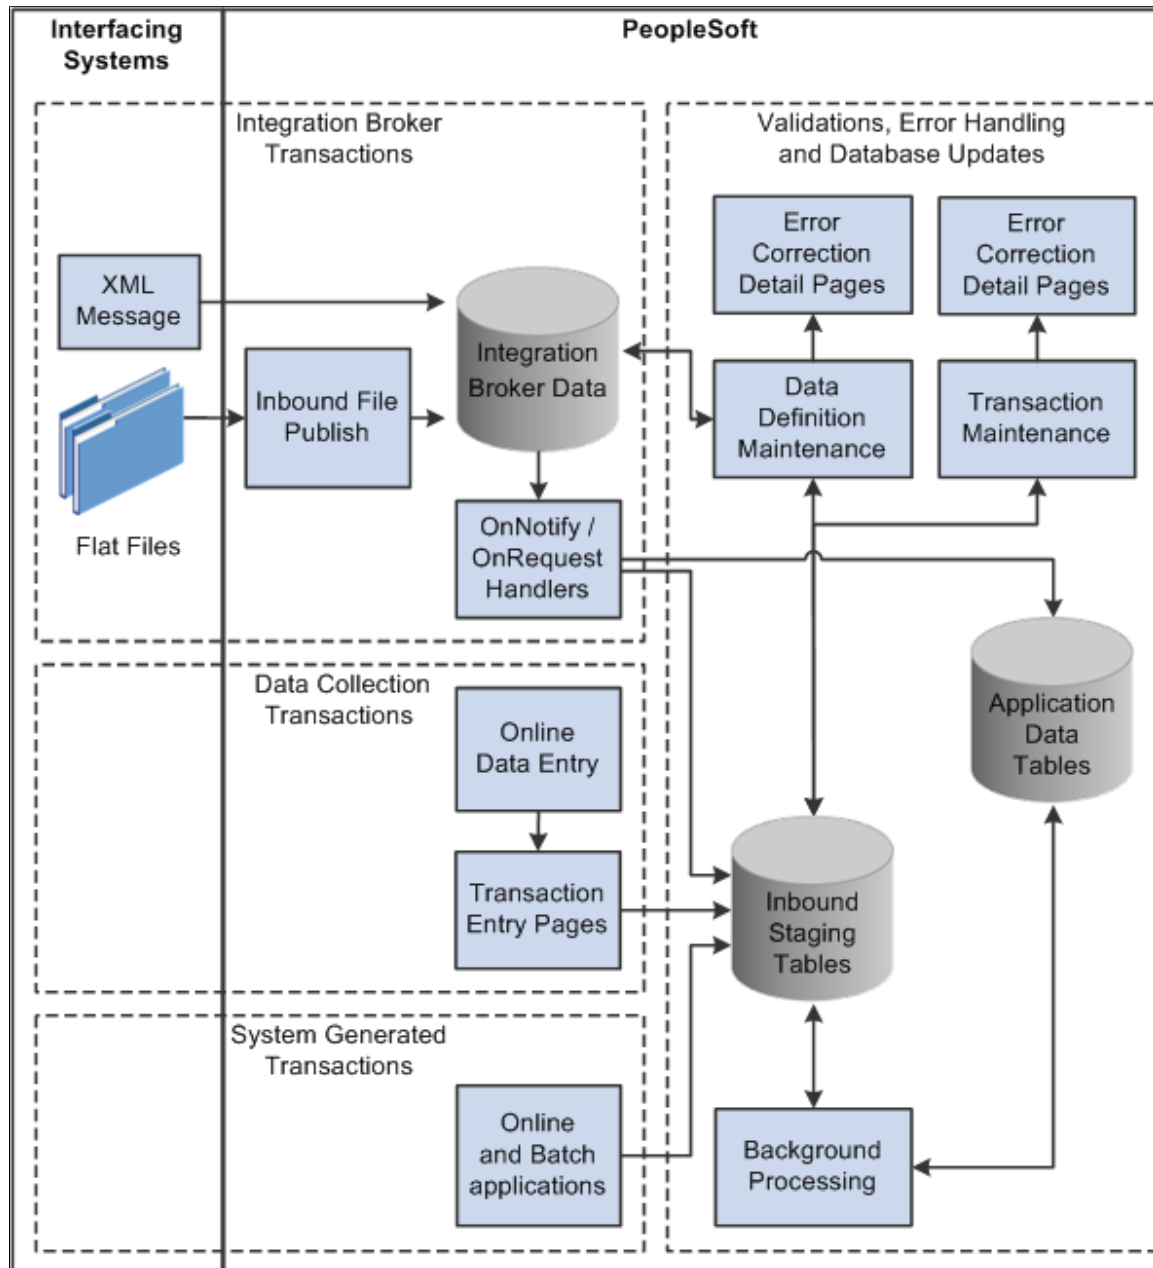 Interfacing
Systems
PeopleSoft
Integration Broker
Transactions
Validations, Error Handling
and Database Updates
Error
Correction
Detail Pages
Error
Correction
Detail Pages
XML
Message
Integration
Broker Data
Inbound File
Publish
Data
Definition
Maintenance
Transaction
Maintenance
Flat Files
OnNotify /
OnRequest
Handlers
Data Collection
Transactions
Online
Data Entry
Application
Data
Tables
Transaction
Entry Pages
Inbound
Staging
Tables
System Generated
Transactions
Online
and Batch
applications
Background
Processing